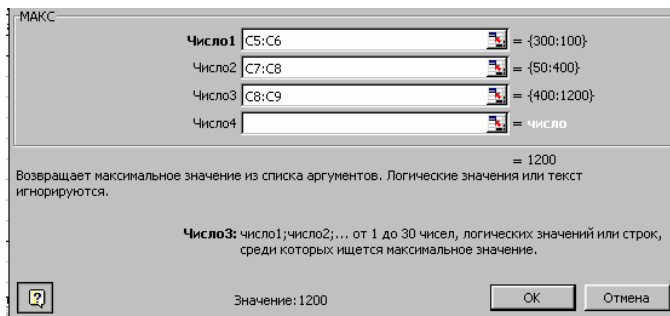 МАКС
Число1 C5:C6 = {300:100}
Число2 C7:C8 = {50:400}
Число3 C8:C9 = {400:1200}
Число4 = число
= 1200
Возвращает максимальное значение из списка аргументов. Логические значения или текст
игнорируются.
Число3: число1;число2;... от 1 до 30 чисел, логических значений или строк,
среди которых ищется максимальное значение.
Значение:1200 OK Отмена